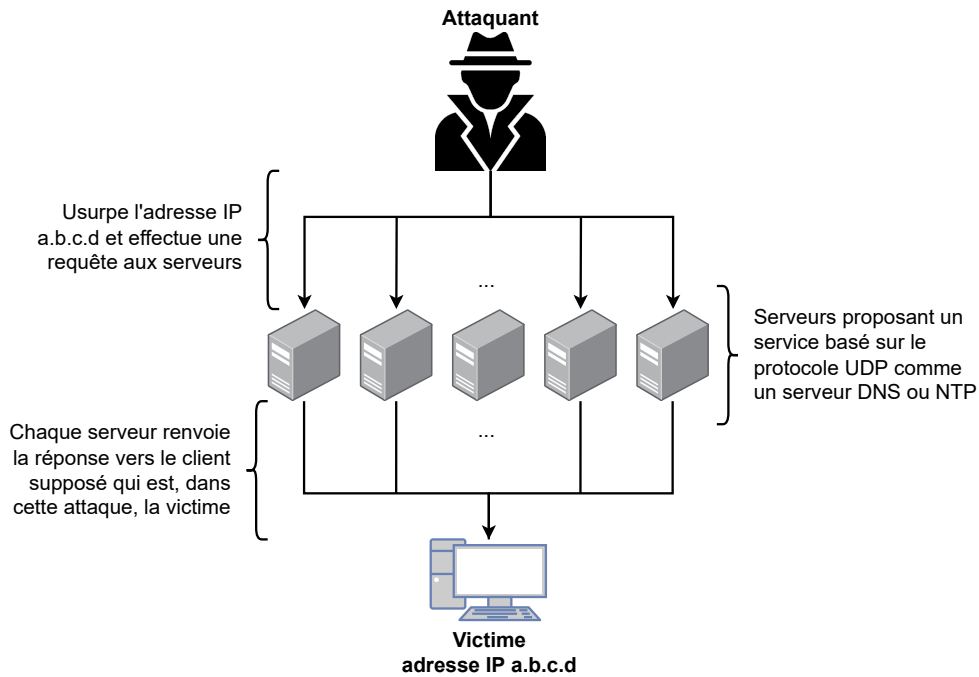 Attaquant
Usurpe l'adresse IP
a.b.c.d et effectue une
requête aux serveurs
...
Serveurs proposant un
service basé sur le
protocole UDP comme
un serveur DNS ou NTP
Chaque serveur renvoie
la réponse vers le client
supposé qui est, dans
cette attaque, la victime
...
Victime
adresse IP a.b.c.d